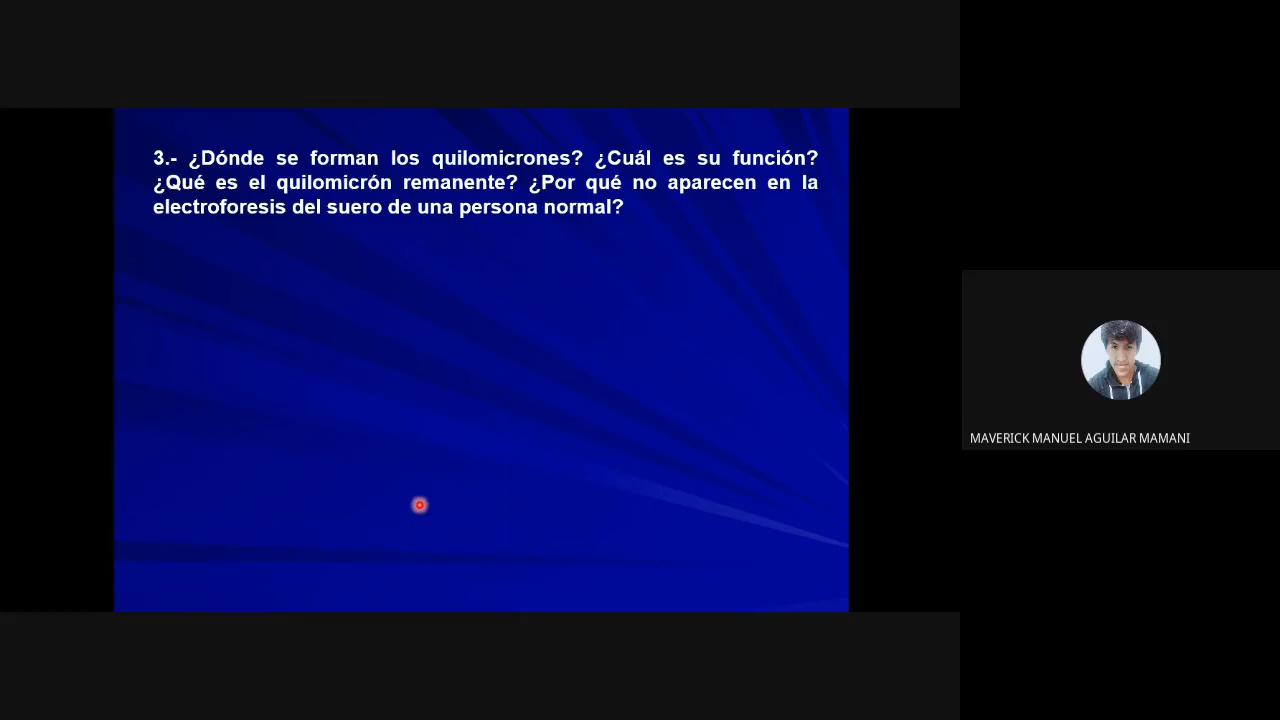 3.- ¿Dónde se forman los quilomicrones? ¿Cuál es su función?
¿Qué es el quilomicrón remanente? ¿Por qué no aparecen en la
electroforesis del suero de una persona normal?
MAVERICK MANUEL AGUILAR MAMANI